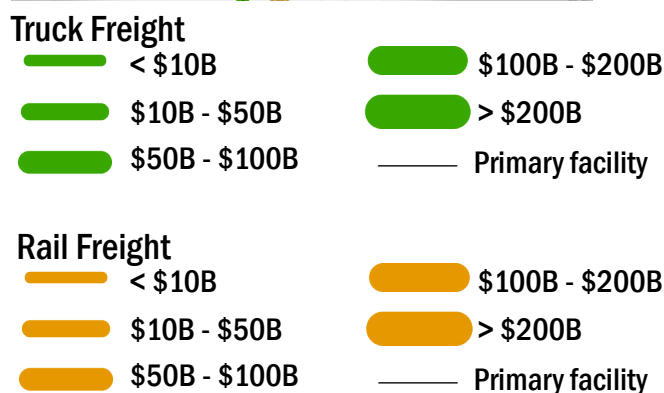 Truck Freight
< $10B
$100B - $200B
$10B - $50B
> $200B
$50B - $100B
Primary facility
Rail Freight
< $10B
$100B - $200B
$10B - $50B
> $200B
$50B - $100B
Primary facility